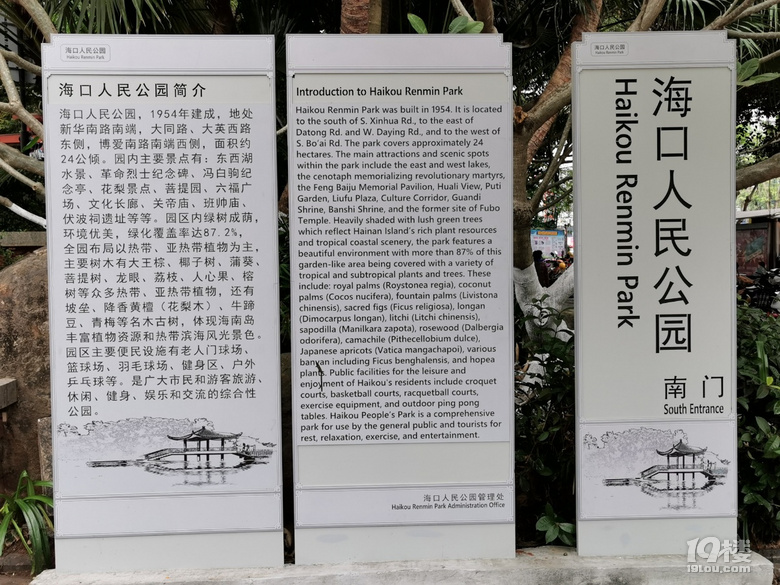 海口人民公园
Haikou Renmin Park
海口人民公园简介
海口人民公园，1954年建成，地处
新华南路南端，大同路、大英西路
东侧，博爱南路南端西侧，面积约
24公倾。园内主要景点有：东西湖
水景、革命烈士纪念碑、冯白驹纪
念亭、花梨景点、菩提园、六福广
场、文化长廊、关帝庙、班帅庙、
伏波祠遗址等等。园区内绿树成荫，
环境优美，绿化覆盖率达87.2%，
全园布局以热带、亚热带植物为主，
主要树木有大王棕、椰子树、蒲葵、
菩提树、龙眼、荔枝、人心果、榕
树等众多热带、亚热带植物，还有
坡垒、降香黄檀（花梨木）、牛蹄
豆、青梅等名木古树，体现海南岛
丰富植物资源和热带滨海风光景色。
园区主要便民设施有老人门球场、
篮球场、羽毛球场、健身区、户外
乒乓球等。是广大市民和游客旅游、
休闲、健身、娱乐和交流的综合性
公园。
海口人民公园
Haikou Renmin Park
Introduction to Haikou Renmin Park
Haikou Renmin Park was built in 1954. It is located
to the south of S. Xinhua Rd., to the east of
Datong Rd. and W. Daying Rd., and to the west of
S. Bo'ai Rd. The park covers approximately 24
hectares. The main attractions and scenic spots
within the park include the east and west lakes,
the cenotaph memorializing revolutionary martyrs,
the Feng Baiju Memorial Pavilion, Huali View, Puti
Garden, Liufu Plaza, Culture Corridor, Guandi
Shrine, Banshi Shrine, and the former site of Fubo
Temple. Heavily shaded with lush green trees
which reflect Hainan Island's rich plant resources
and tropical coastal scenery, the park features a
beautiful environment with more than 87% of this
garden-like area being covered with a variety of
tropical and subtropical plants and trees. These
include: royal palms (Roystonea regia), coconut
palms (Cocos nucifera), fountain palms (Livistona
chinensis), sacred figs (Ficus religiosa), longan
(Dimocarpus longan), litchi (Litchi chinensis),
sapodilla (Manilkara zapota), rosewood (Dalbergia
odorifera), camachile (Pithecellobium dulce),
Japanese apricots (Vatica mangachapoi), various
banyan including Ficus benghalensis, and hopea
plants. Public facilities for the leisure and
enjoyment of Haikou's residents include croquet
courts, basketball courts, racquetball courts,
exercise equipment, and outdoor ping pong
tables. Haikou People's Park is a comprehensive
park for use by the general public and tourists for
rest, relaxation, exercise, and entertainment.
海口人民公园管理处
Haikou Renmin Park Administration Office
海口人民公园
Haikou Renmin Park
海口人民公园
Haikou Renmin Park
南门
South Entrance
19楼
19lou.com